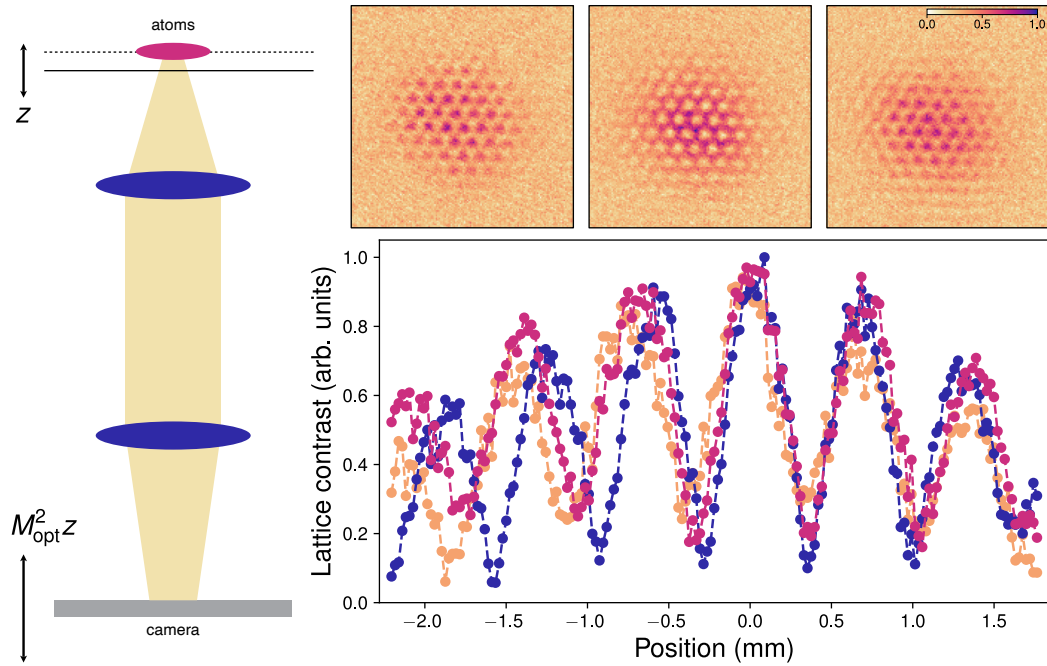 atoms
z
M²optz
camera
0.0 0.5 1.0
Lattice contrast (arb. units)
1.0
0.8
0.6
0.4
0.2
0.0
−2.0 −1.5 −1.0 −0.5 0.0 0.5 1.0 1.5
Position (mm)